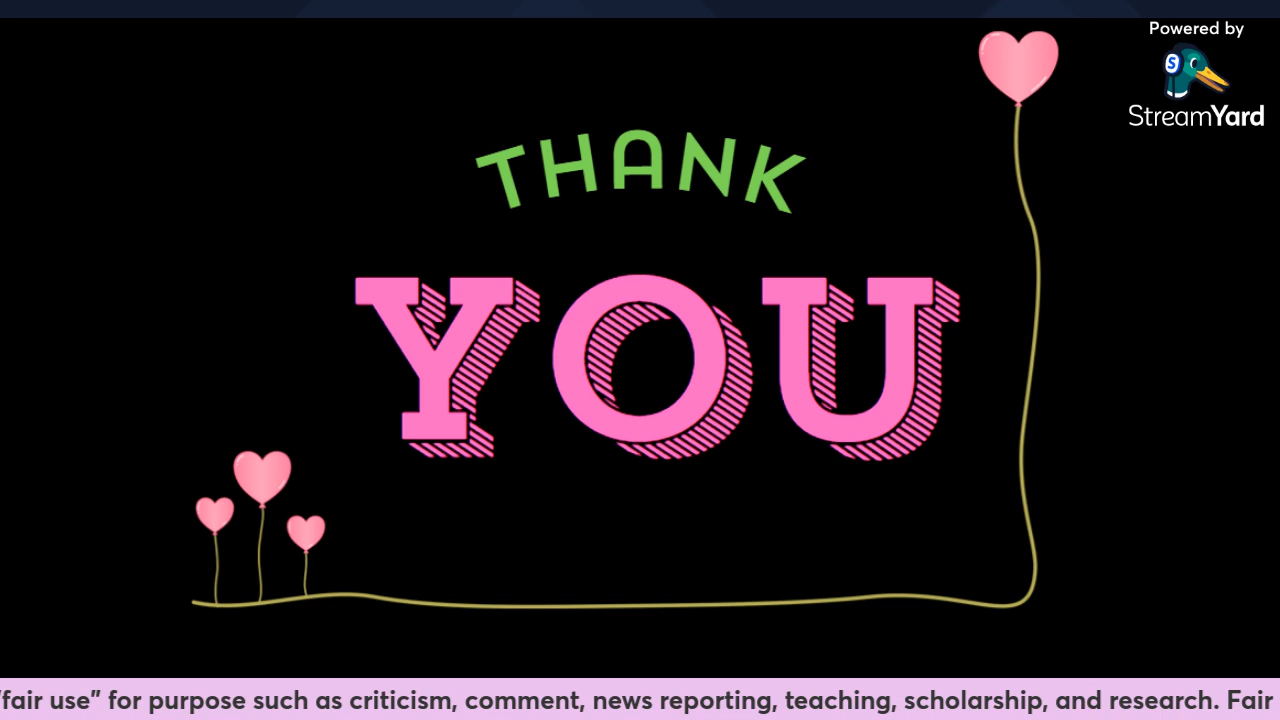 Powered by
StreamYard
THANK
YOU
"fair use" for purpose such as criticism, comment, news reporting, teaching, scholarship, and research. Fair